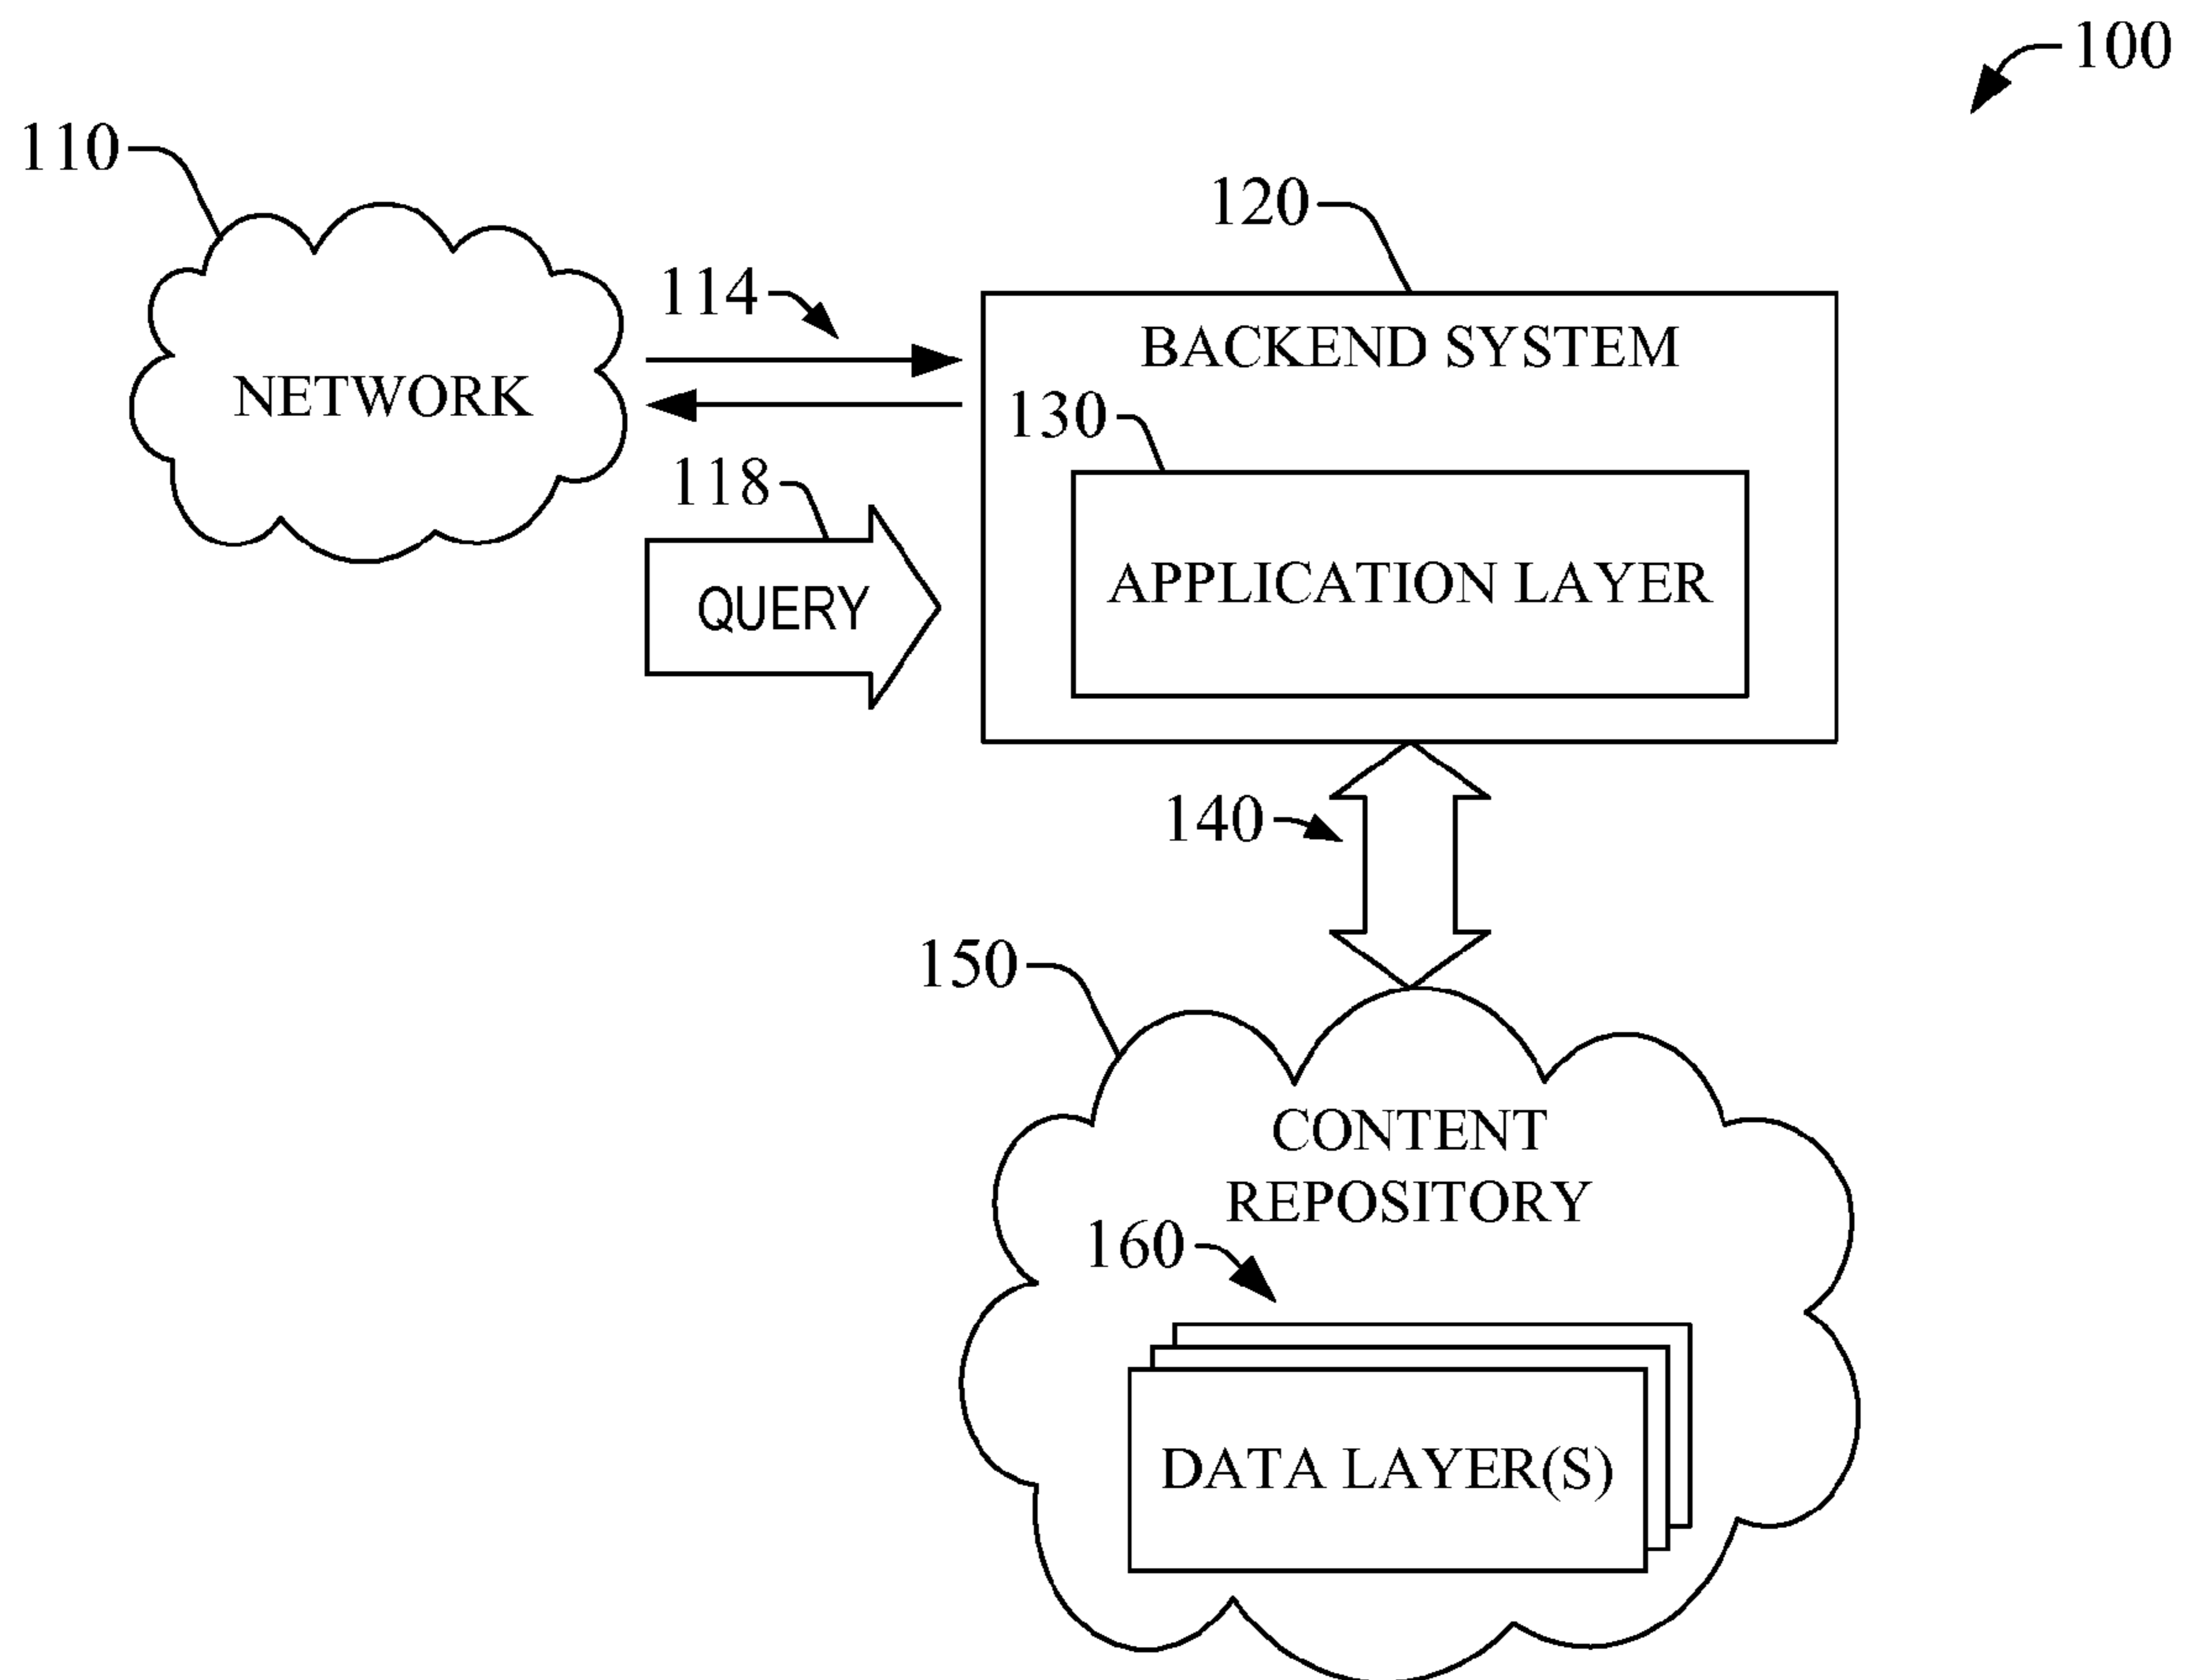 100
110
120
114
BACKEND SYSTEM
NETWORK
130
118
APPLICATION LAYER
QUERY
140
150
CONTENT
REPOSITORY
160
DATA LAYER(S)